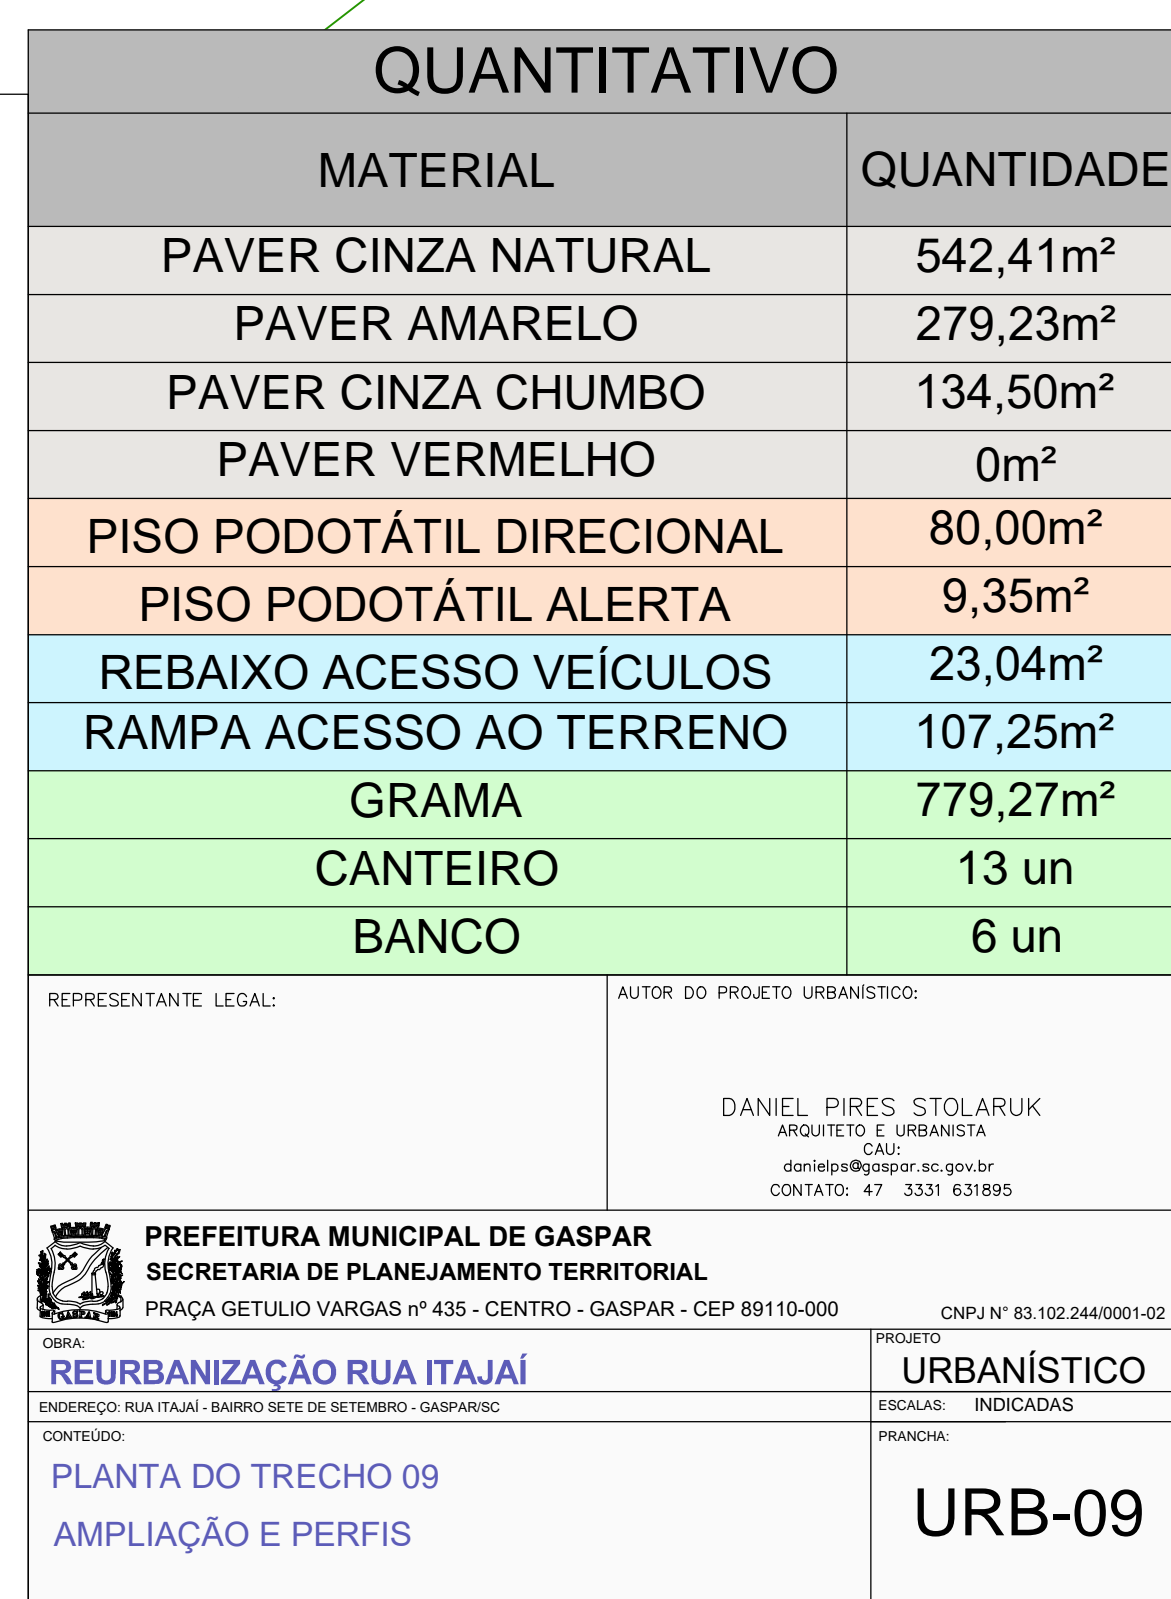 QUANTITATIVO
MATERIAL QUANTIDADE
PAVER CINZA NATURAL 542,41m²
PAVER AMARELO 279,23m²
PAVER CINZA CHUMBO 134,50m²
PAVER VERMELHO 0m²
PISO PODOTÁTIL DIRECIONAL 80,00m²
PISO PODOTÁTIL ALERTA 9,35m²
REBAIXO ACESSO VEÍCULOS 23,04m²
RAMPA ACESSO AO TERRENO 107,25m²
GRAMA 779,27m²
CANTEIRO 13 un
BANCO 6 un
REPRESENTANTE LEGAL:
AUTOR DO PROJETO URBANÍSTICO:
DANIEL PIRES STOLARUK
ARQUITETO E URBANISTA
CAU:
danielps@gaspar.sc.gov.br
CONTATO: 47 3331 631895
GASPAR
PREFEITURA MUNICIPAL DE GASPAR
SECRETARIA DE PLANEJAMENTO TERRITORIAL
PRAÇA GETULIO VARGAS nº 435 - CENTRO - GASPAR - CEP 89110-000
CNPJ N° 83.102.244/0001-02
OBRA:
REURBANIZAÇÃO RUA ITAJAÍ
PROJETO
URBANÍSTICO
ENDEREÇO: RUA ITAJAÍ - BAIRRO SETE DE SETEMBRO - GASPAR/SC
ESCALAS: INDICADAS
CONTEÚDO:
PLANTA DO TRECHO 09
AMPLIAÇÃO E PERFIS
PRANCHA:
URB-09